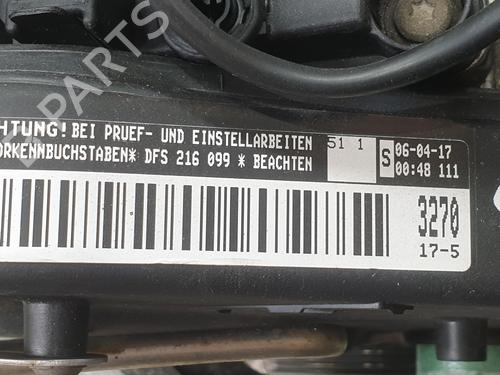 CHTUNG! BEI PRUEF- UND EINSTELLARBEITEN
ORKENNBUCHSTABEN* DFS 216 099 * BEACHTEN
51 1
S
06-04-17
00:48 111
3270
17-5
B PARTS